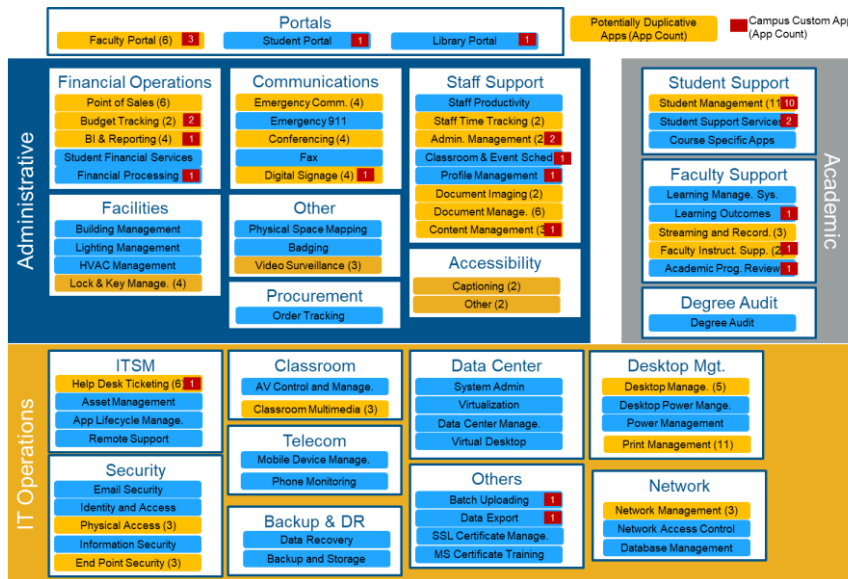 Portals
Faculty Portal (6) 3
Student Portal 1
Library Portal 1
Potentially Duplicative
Apps (App Count)
Campus Custom App
(App Count)
Administrative
Financial Operations
Point of Sales (6)
Budget Tracking (2) 2
BI & Reporting (4) 1
Student Financial Services
Financial Processing 1
Communications
Emergency Comm. (4)
Emergency 911
Conferencing (4)
Fax
Digital Signage (4) 1
Staff Support
Staff Productivity
Staff Time Tracking (2)
Admin. Management (2 2
Classroom & Event Sched 1
Profile Management 1
Document Imaging (2)
Document Manage. (6)
Content Management (3 1
Facilities
Building Management
Lighting Management
HVAC Management
Lock & Key Manage. (4)
Other
Physical Space Mapping
Badging
Video Surveillance (3)
Procurement
Order Tracking
Accessibility
Captioning (2)
Other (2)
Academic
Student Support
Student Management (11 10
Student Support Services 2
Course Specific Apps
Faculty Support
Learning Manage. Sys.
Learning Outcomes 1
Streaming and Record. (3)
Faculty Instruct. Supp. (2 1
Academic Prog. Review 1
Degree Audit
Degree Audit
IT Operations
ITSM
Help Desk Ticketing (6 1
Asset Management
App Lifecycle Manage.
Remote Support
Classroom
AV Control and Manage.
Classroom Multimedia (3)
Telecom
Mobile Device Manage.
Phone Monitoring
Data Center
System Admin
Virtualization
Data Center Manage.
Virtual Desktop
Desktop Mgt.
Desktop Manage. (5)
Desktop Power Mange.
Power Management
Print Management (11)
Security
Email Security
Identity and Access
Physical Access (3)
Information Security
End Point Security (3)
Backup & DR
Data Recovery
Backup and Storage
Others
Batch Uploading 1
Data Export 1
SSL Certificate Manage.
MS Certificate Training
Network
Network Management (3)
Network Access Control
Database Management